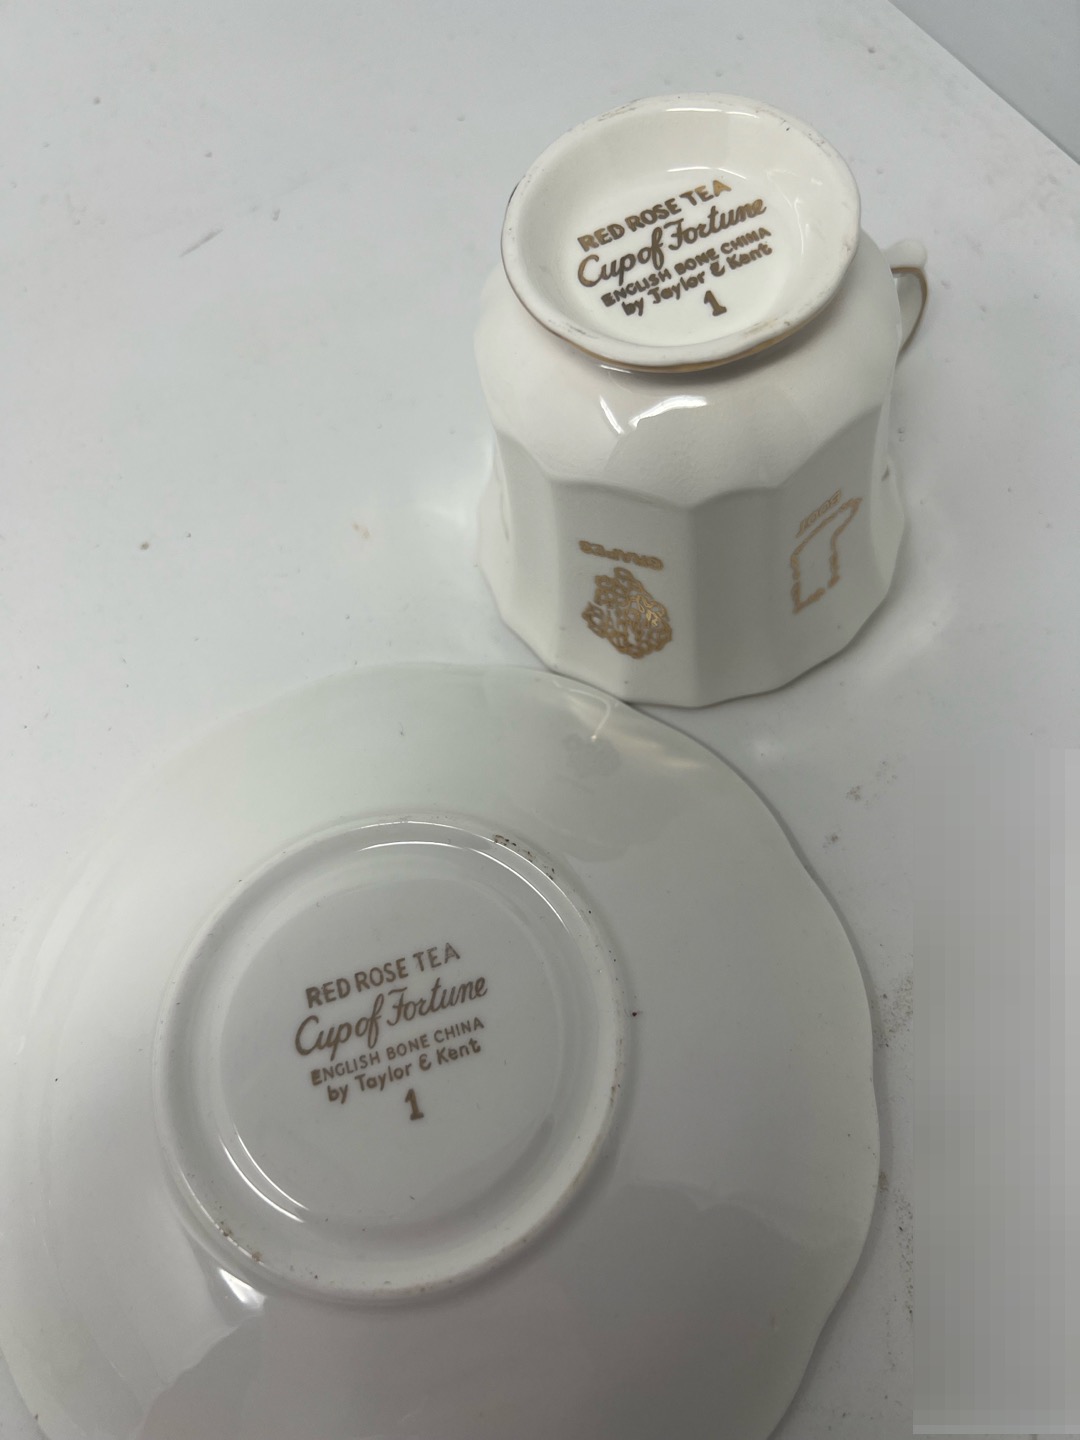 RED ROSE TEA
Cup of Fortune
ENGLISH BONE CHINA
by Taylor & Kent
1
GRAPES
RED ROSE TEA
Cup of Fortune
ENGLISH BONE CHINA
by Taylor & Kent
1